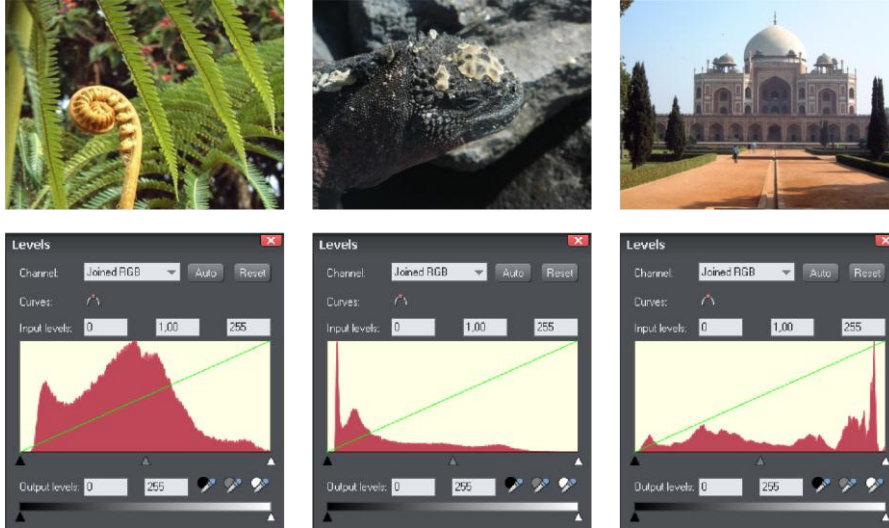 Levels
Channel: Joined RGB Auto Reset
Curves:
Input levels: 0 1,00 255
Output levels: 0 255
Levels
Channel: Joined RGB Auto Reset
Curves:
Input levels: 0 1,00 255
Output levels: 0 255
Levels
Channel: Joined RGB Auto Reset
Curves:
Input levels: 0 1,00 255
Output levels: 0 255